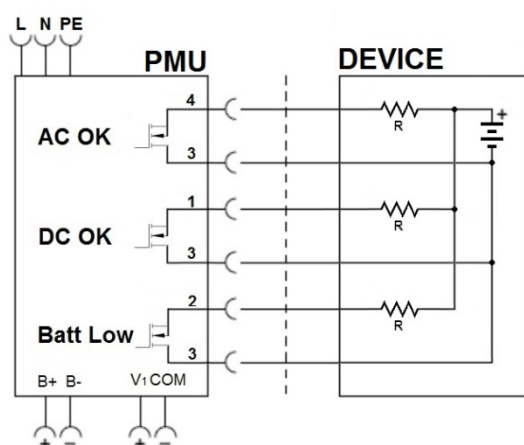 L N PE
PMU
DEVICE
AC OK
4
3
R
+
DC OK
1
3
R
Batt Low
2
3
R
B+ B- V1 COM
+ − + −